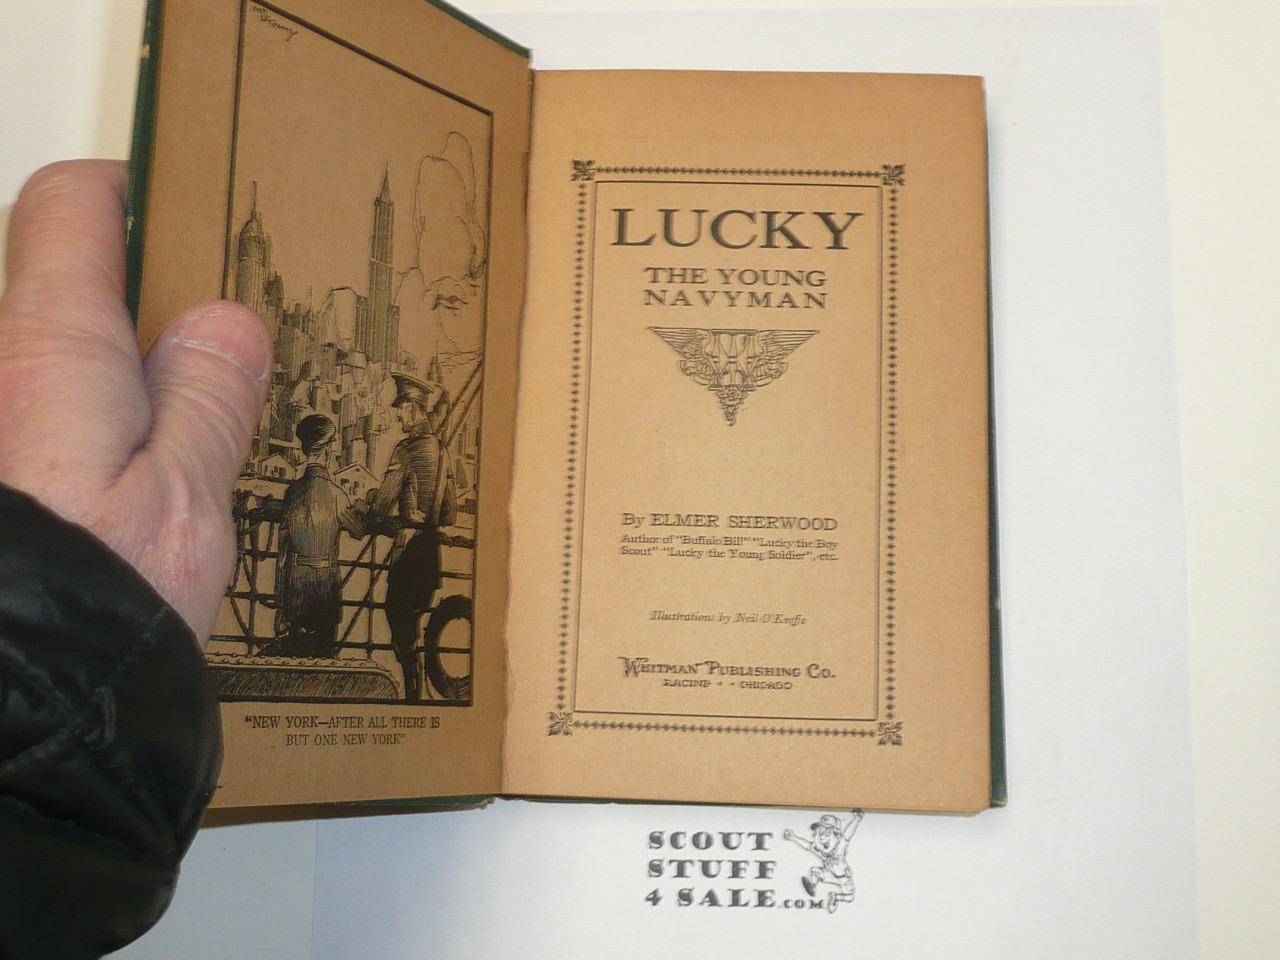 "NEW YORK—AFTER ALL THERE IS
BUT ONE NEW YORK"
LUCKY
THE YOUNG
NAVYMAN
By ELMER SHERWOOD
Author of "Buffalo Bill" "Lucky the Boy
Scout" "Lucky the Young Soldier", etc.
Illustrations by Neil O'Keeffe
WHITMAN PUBLISHING CO.
RACINE · · CHICAGO
SCOUT
STUFF
4 SALE.COM